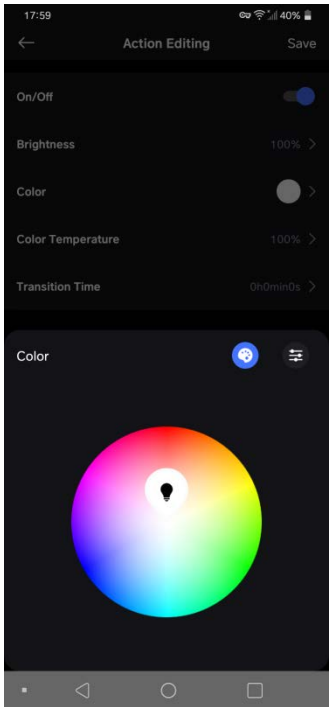 17:59 40%
Action Editing Save
On/Off
Brightness 100%
Color
Color Temperature 100%
Transition Time 0h0min0s
Color